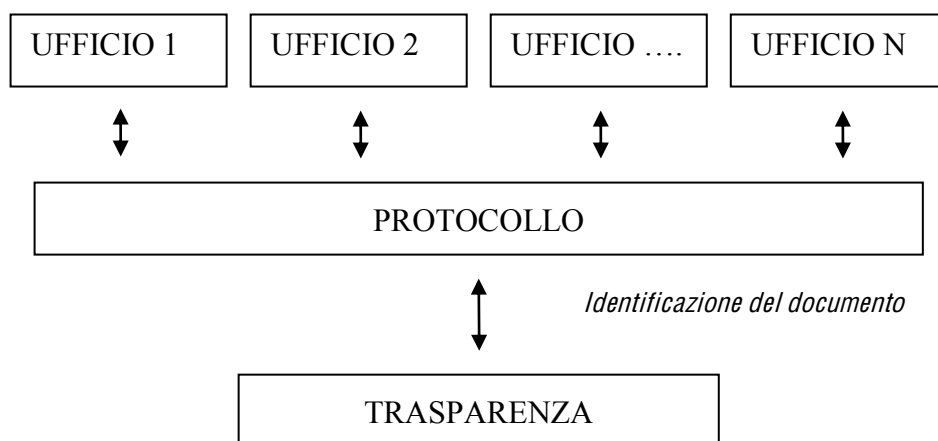 UFFICIO 1
UFFICIO 2
UFFICIO ….
UFFICIO N
PROTOCOLLO
Identificazione del documento
TRASPARENZA